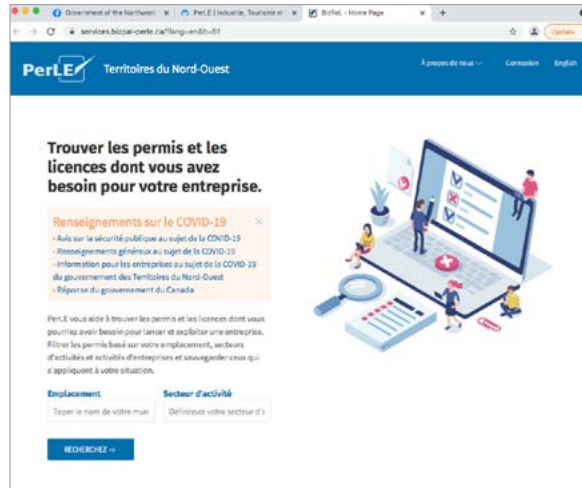 Government of the Northwest
PerLE | Industrie, Tourisme et
BizPaL - Home Page
services.bizpal-perle.ca/?lang=en&b=61
Update
PerLE
Territoires du Nord-Ouest
À propos de nous
Connexion
English
Trouver les permis et les
licences dont vous avez
besoin pour votre entreprise.
Renseignements sur le COVID-19
- Avis sur la sécurité publique au sujet de la COVID-19
- Renseignements généraux au sujet de la COVID-19
- Information pour les entreprises au sujet de la COVID-19
du gouvernement des Territoires du Nord-Ouest
- Réponse du gouvernement du Canada
PerLE vous aide à trouver les permis et les licences dont vous
pourriez avoir besoin pour lancer et exploiter une entreprise.
Filtrer les permis basé sur votre emplacement, secteurs
d'activités et activités d'entreprises et sauvegarder ceux qui
s'appliquent à votre situation.
Emplacement
Secteur d'activité
Taper le nom de votre mun
Définissez votre secteur d'a
RECHERCHEZ →